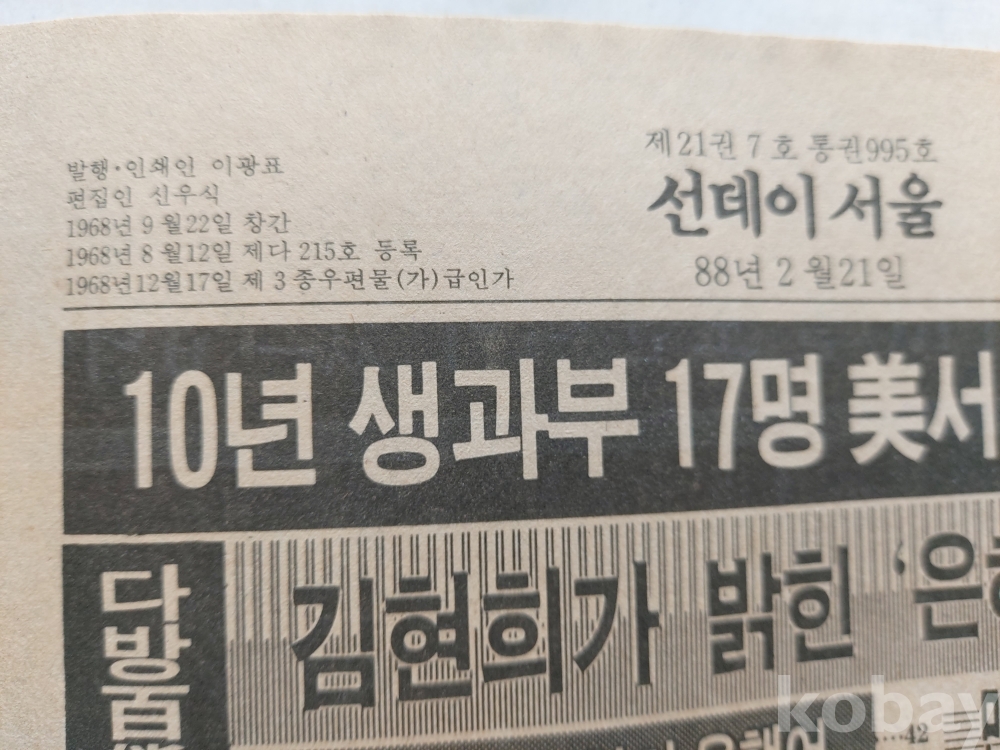 발행·인쇄인 이광표
편집인 신우식
1968년 9월22일 창간
1968년 8월12일 제다 215호 등록
1968년12월17일 제 3 종우편물(가)급인가
제21권 7 호 통권995호
선데이 서울
88년 2 월21일
10년 생과부 17명 美서
김현희가 밝힌 '은
다방
42
kobay